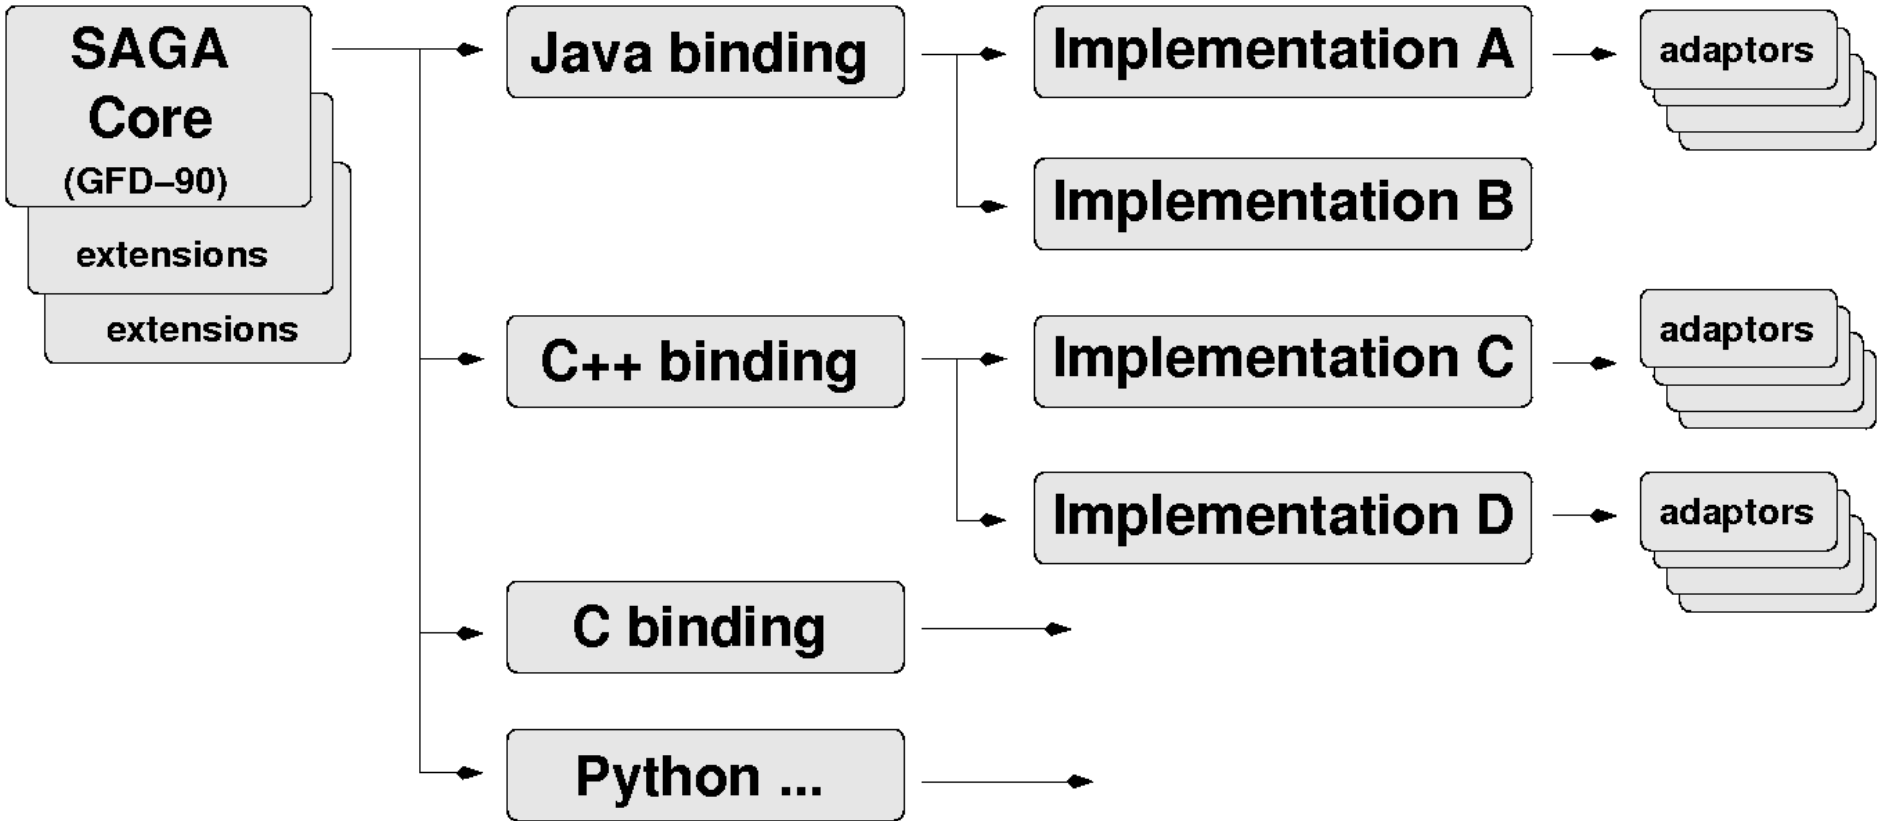 SAGA
Core
(GFD–90)
extensions
extensions
Java binding
Implementation A
adaptors
Implementation B
C++ binding
Implementation C
adaptors
Implementation D
adaptors
C binding
Python ...